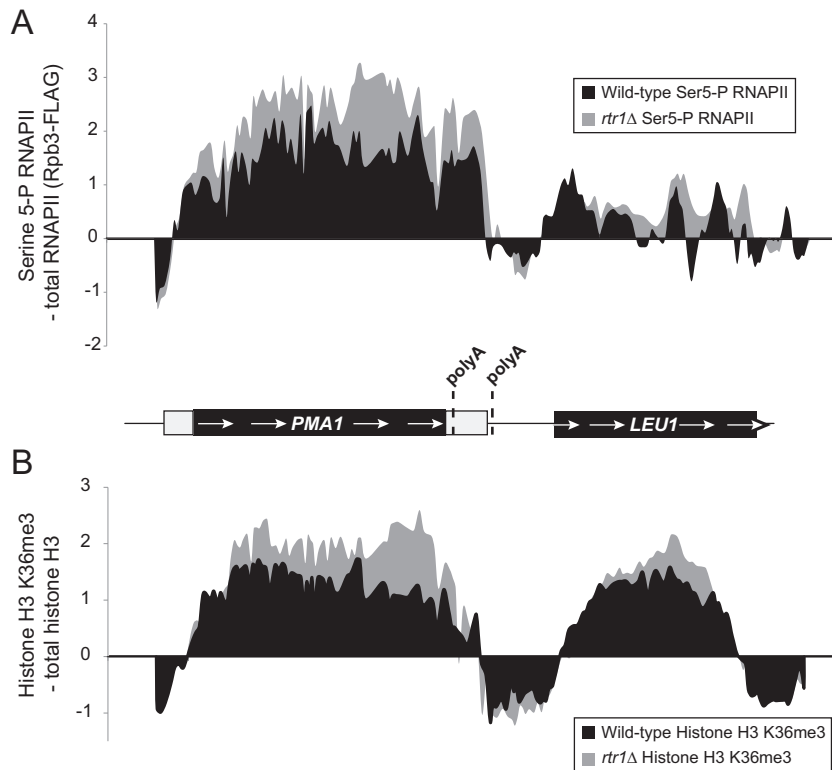 A
Serine 5-P RNAPII
- total RNAPII (Rpb3-FLAG)
4
3
2
1
0
-1
-2
Wild-type Ser5-P RNAPII
rtr1Δ Ser5-P RNAPII
polyA
polyA
PMA1
LEU1
B
Histone H3 K36me3
- total histone H3
3
2
1
0
-1
Wild-type Histone H3 K36me3
rtr1Δ Histone H3 K36me3